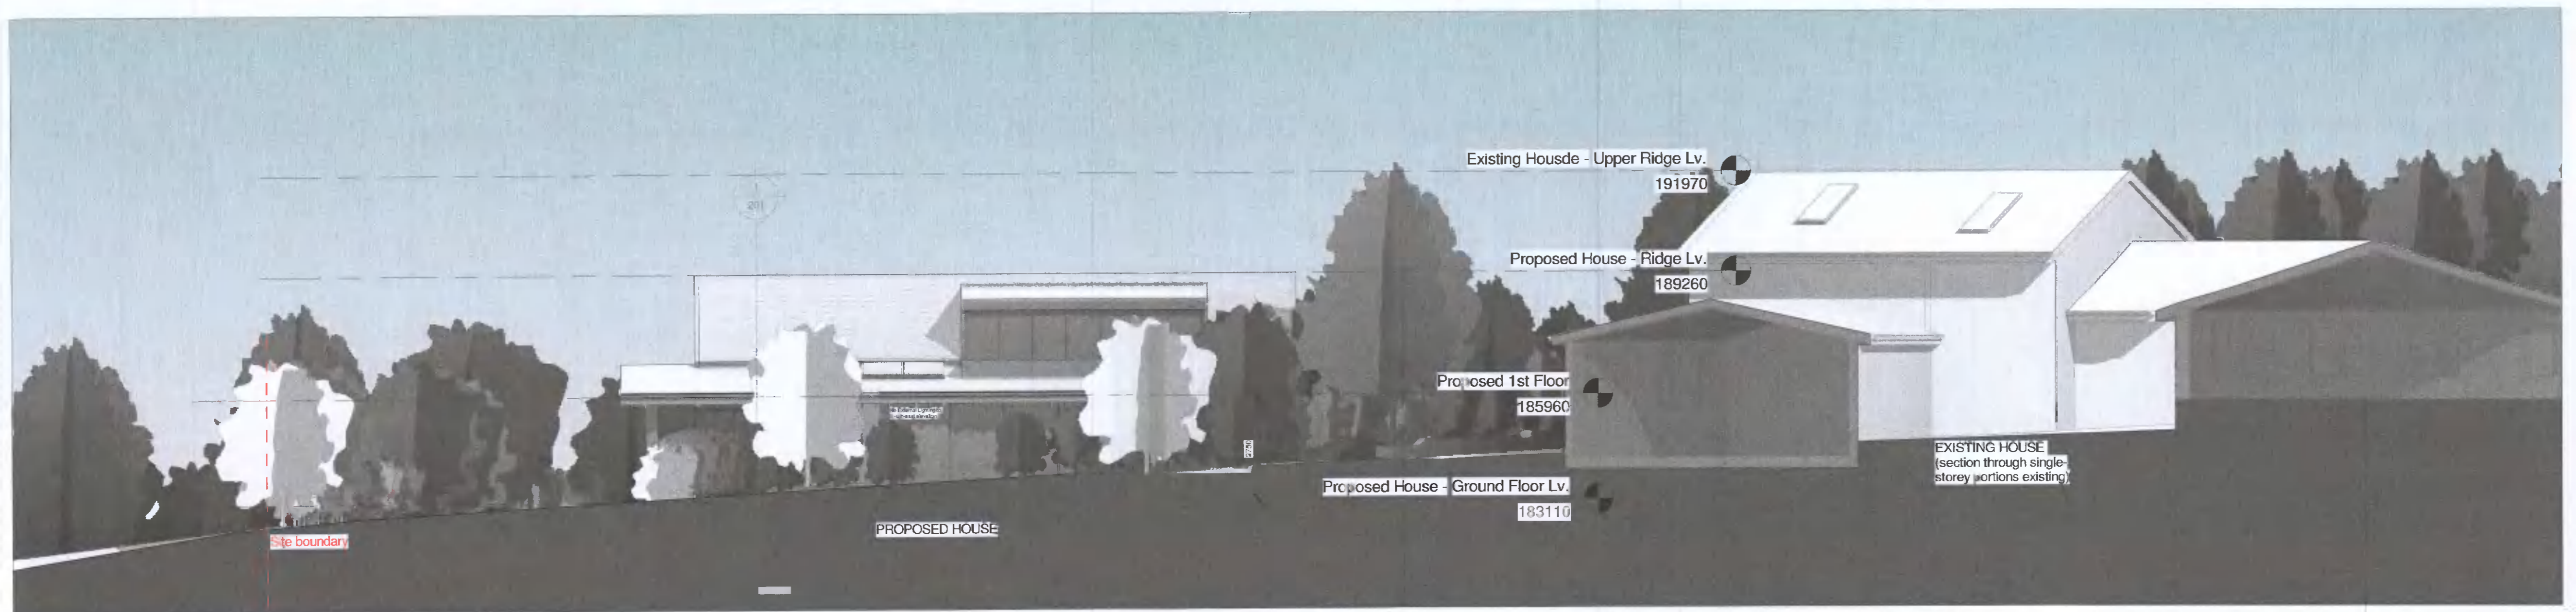 Existing Housde - Upper Ridge Lv.
191970
201
Proposed House - Ridge Lv.
189260
Proposed 1st Floor
185960
EXISTING HOUSE
(section through single-
storey portions existing)
Proposed House - Ground Floor Lv.
183110
PROPOSED HOUSE
Site boundary